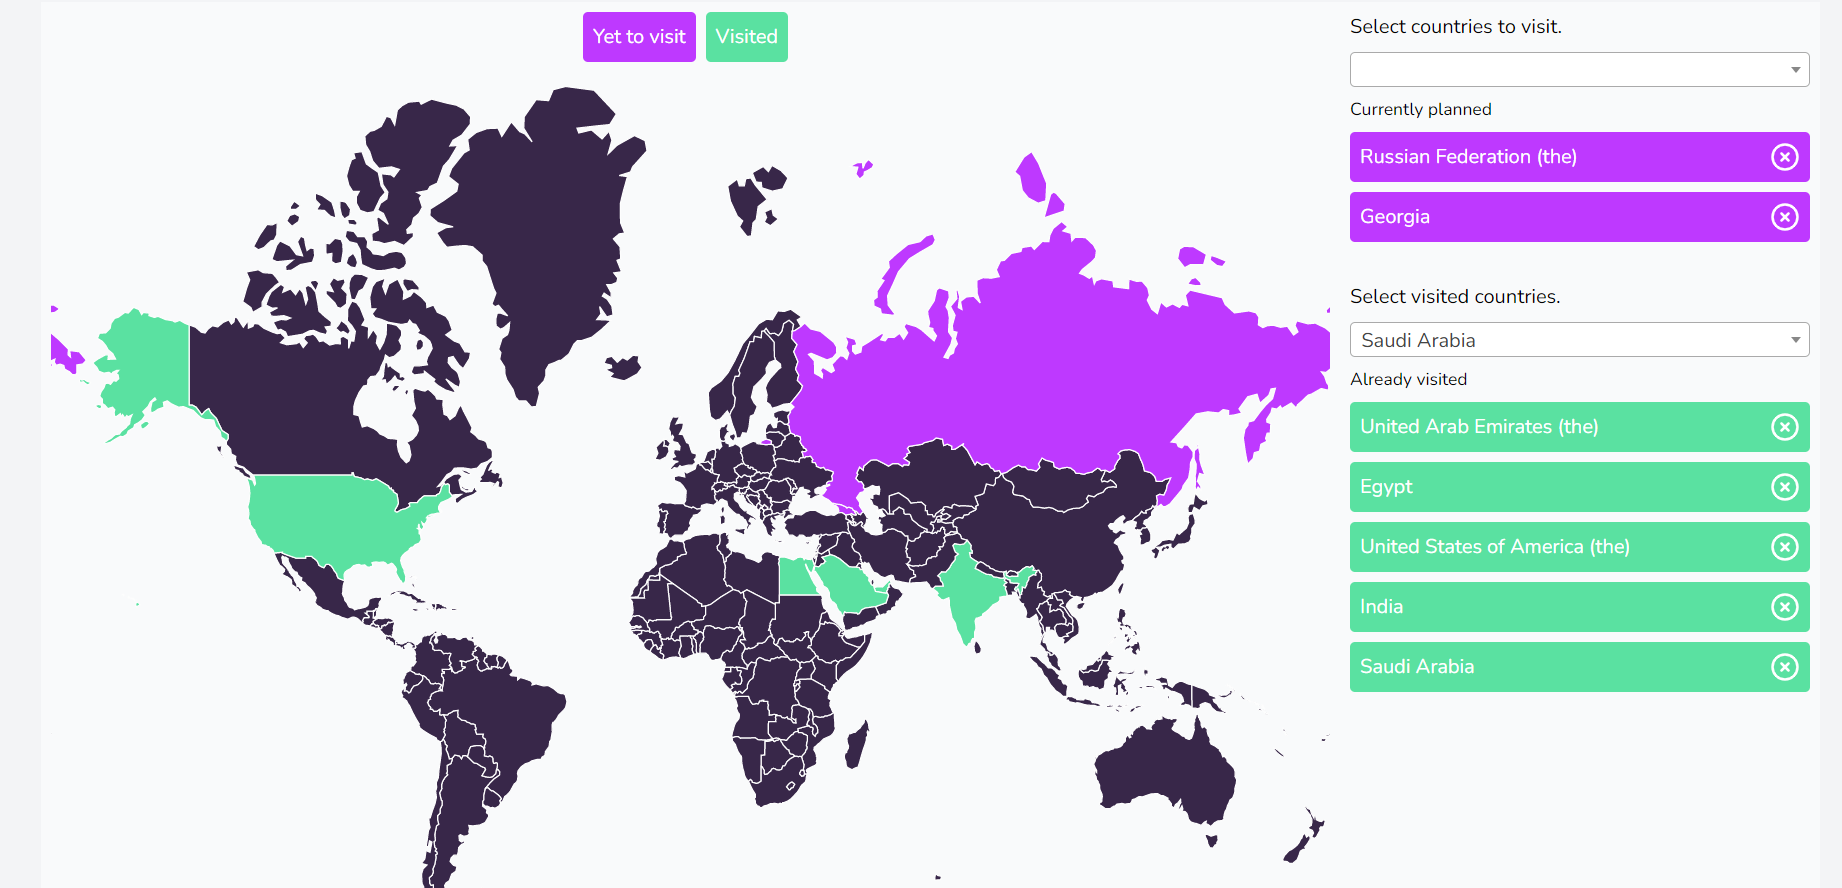 Yet to visit
Visited
Select countries to visit.
Currently planned
Russian Federation (the)
Georgia
Select visited countries.
Saudi Arabia
Already visited
United Arab Emirates (the)
Egypt
United States of America (the)
India
Saudi Arabia